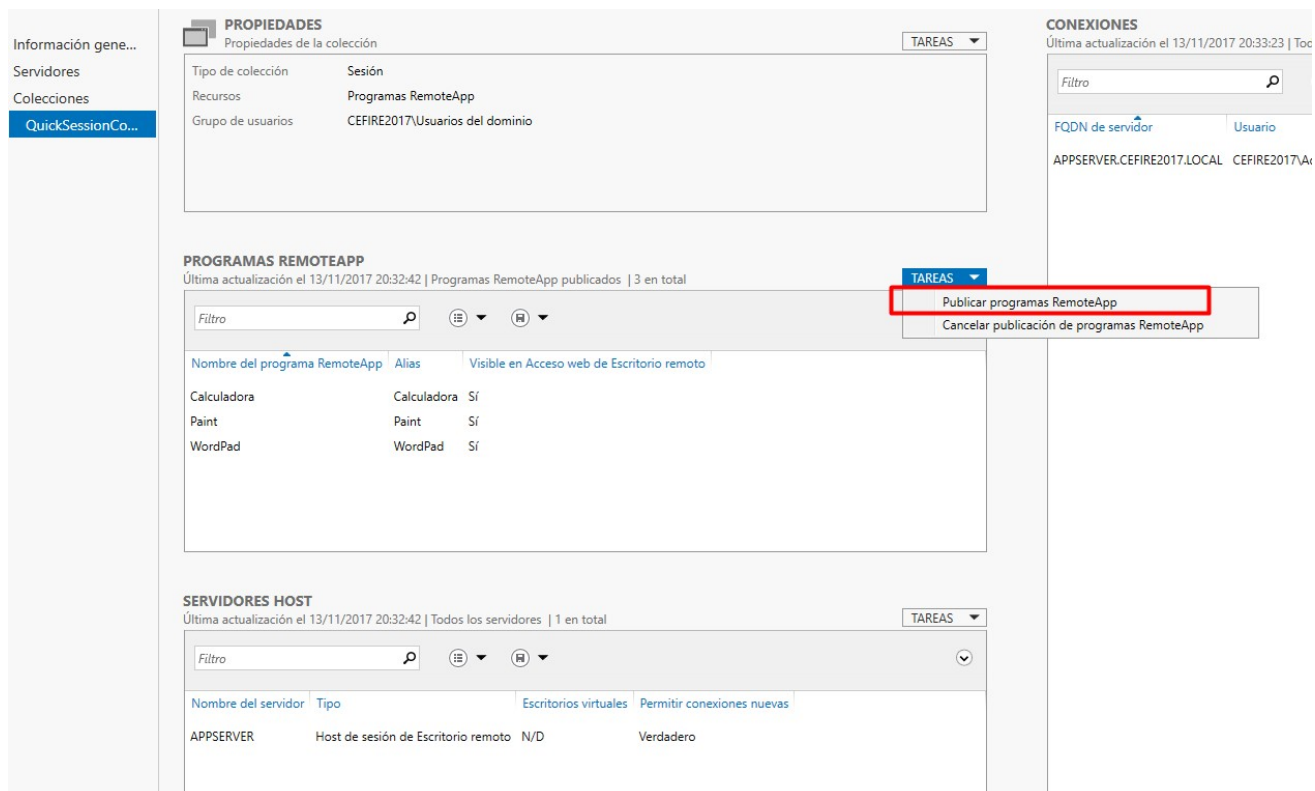 Información gene...
Servidores
Colecciones
QuickSessionCo...
PROPIEDADES
Propiedades de la colección
TAREAS
Tipo de colección Sesión
Recursos Programas RemoteApp
Grupo de usuarios CEFIRE2017\Usuarios del dominio
PROGRAMAS REMOTEAPP
Última actualización el 13/11/2017 20:32:42 | Programas RemoteApp publicados | 3 en total
TAREAS
Publicar programas RemoteApp
Cancelar publicación de programas RemoteApp
Filtro
Nombre del programa RemoteApp Alias Visible en Acceso web de Escritorio remoto
Calculadora Calculadora Sí
Paint Paint Sí
WordPad WordPad Sí
SERVIDORES HOST
Última actualización el 13/11/2017 20:32:42 | Todos los servidores | 1 en total
TAREAS
Filtro
Nombre del servidor Tipo Escritorios virtuales Permitir conexiones nuevas
APPSERVER Host de sesión de Escritorio remoto N/D Verdadero
CONEXIONES
Última actualización el 13/11/2017 20:33:23 | Tod
Filtro
FQDN de servidor Usuario
APPSERVER.CEFIRE2017.LOCAL CEFIRE2017\Ad